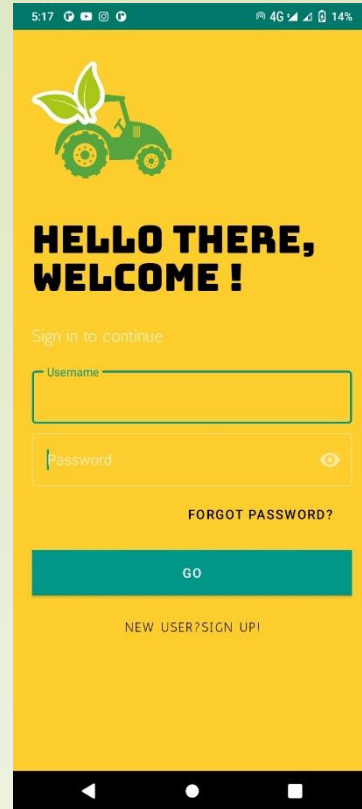 5:17 4G 14%
HELLO THERE,
WELCOME !
Sign in to continue
Username
Password
FORGOT PASSWORD?
GO
NEW USER?SIGN UP!